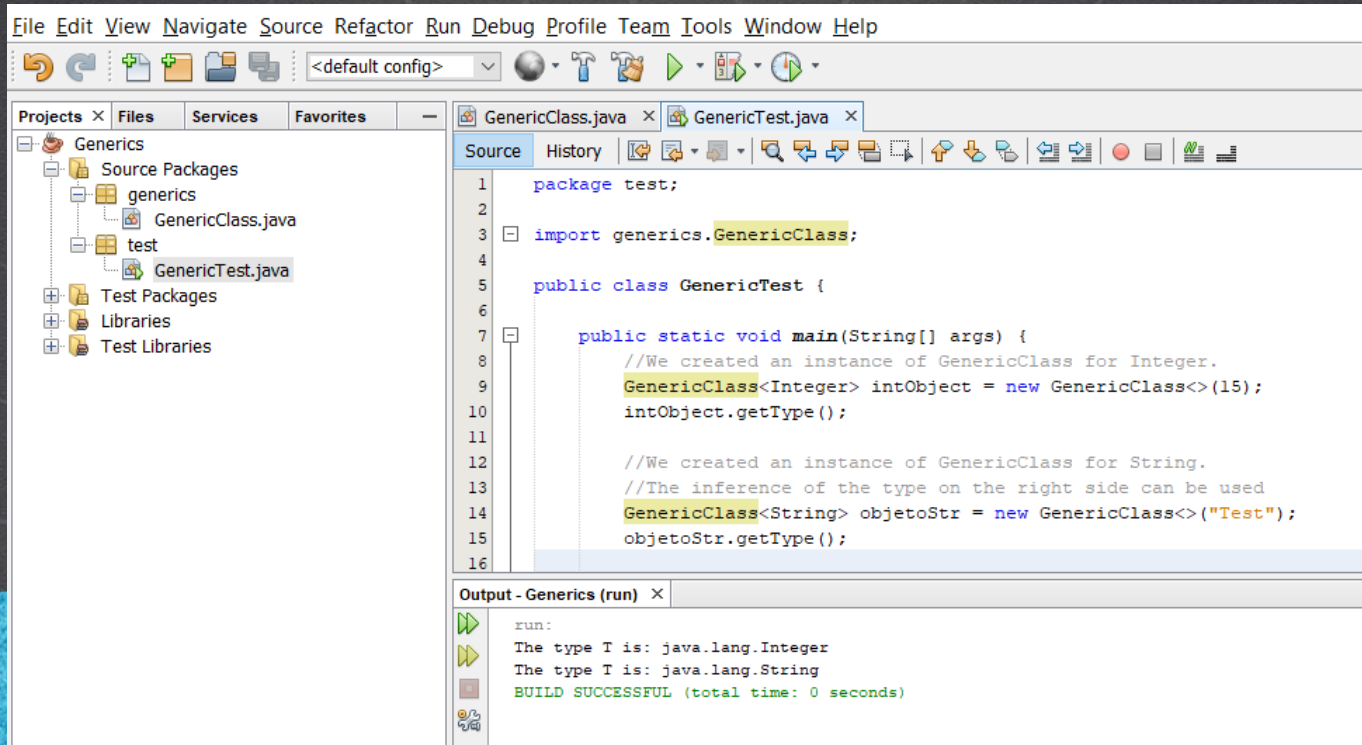 File Edit View Navigate Source Refactor Run Debug Profile Team Tools Window Help
<default config>
Projects Files Services Favorites
Generics
Source Packages
generics
GenericClass.java
test
GenericTest.java
Test Packages
Libraries
Test Libraries
GenericClass.java GenericTest.java
Source History
1 package test;
2
3 import generics.GenericClass;
4
5 public class GenericTest {
6
7 public static void main(String[] args) {
8 //We created an instance of GenericClass for Integer.
9 GenericClass<Integer> intObject = new GenericClass<>(15);
10 intObject.getType();
11
12 //We created an instance of GenericClass for String.
13 //The inference of the type on the right side can be used
14 GenericClass<String> objetoStr = new GenericClass<>("Test");
15 objetoStr.getType();
16
Output - Generics (run)
run:
The type T is: java.lang.Integer
The type T is: java.lang.String
BUILD SUCCESSFUL (total time: 0 seconds)